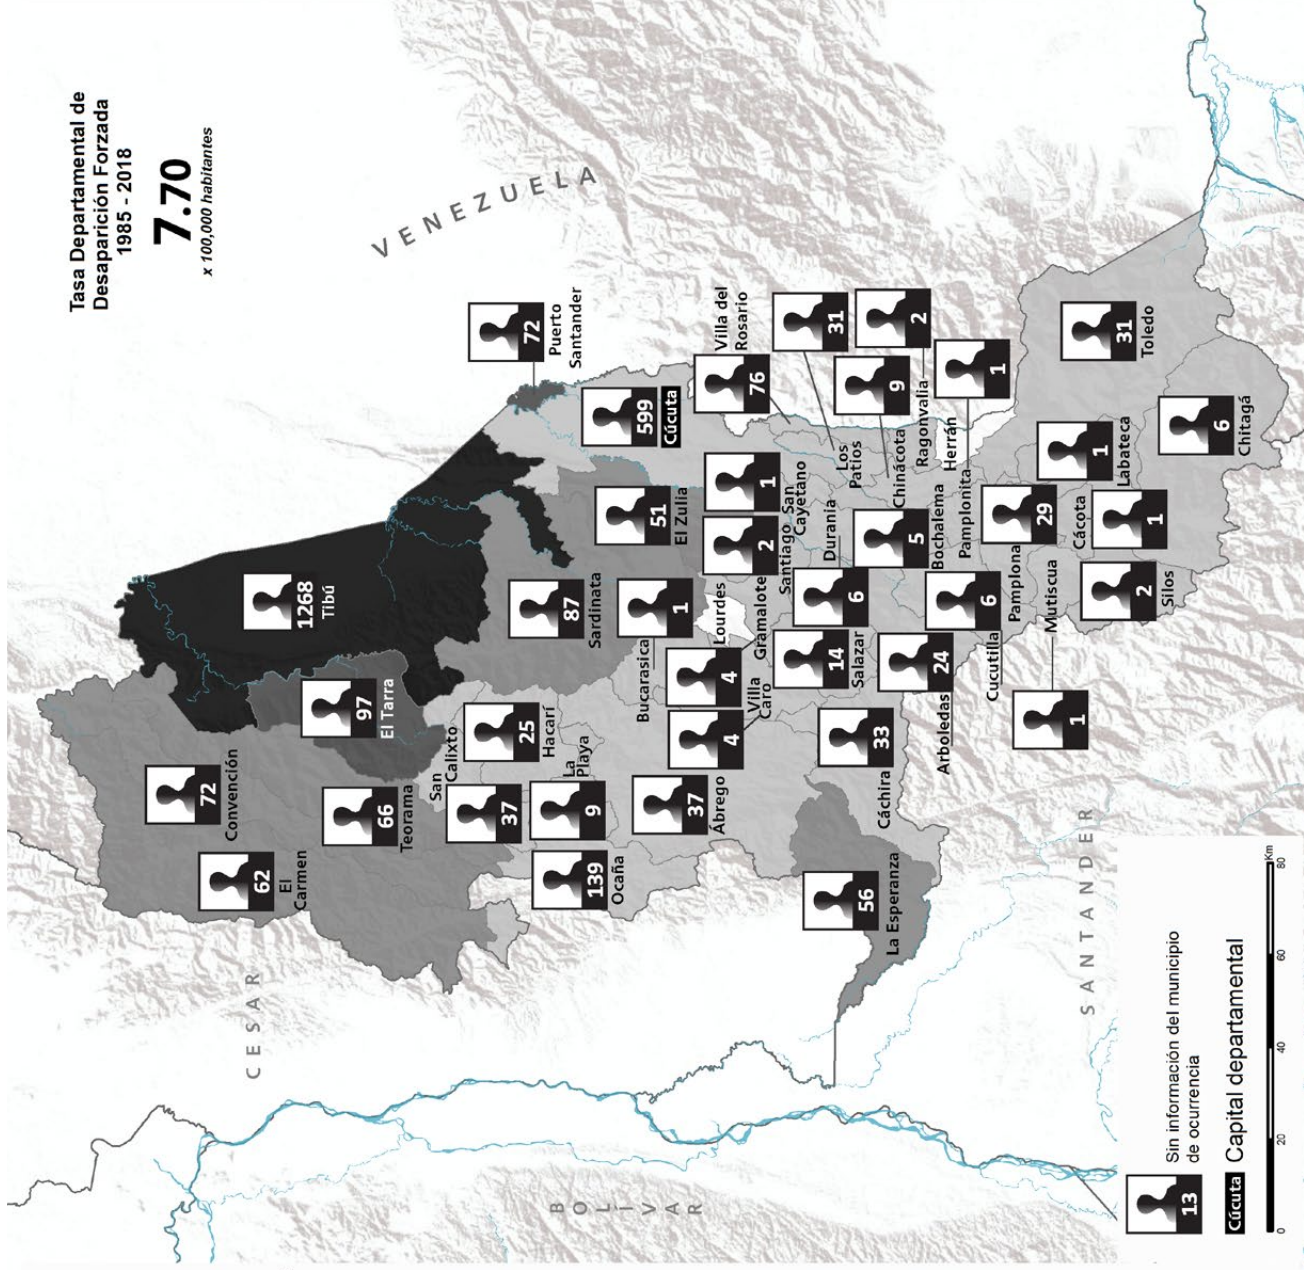 Tasa Departamental de
Desaparición Forzada
1985 - 2018
7.70
x 100,000 habitantes
VENEZUELA
CESAR
BOLÍVAR
SANTANDER
72
Convención
62
El
Carmen
1268
Tibú
97
El Tarra
66
Teorama
San
Calixto
37
25
Hacarí
La
Playa
9
139
Ocaña
37
Ábrego
87
Sardinata
51
El Zulia
599
Cúcuta
72
Puerto
Santander
Bucarasica
1
Lourdes
4
Gramalote
4
Villa
Caro
2
Santiago
1
San
Cayetano
Villa del
Rosario
76
31
Los
Patios
2
Ragonvalia
9
Chinácota
Herrán
1
Pamplonita
Durania
6
5
Bochalema
14
Salazar
24
Arboledas
6
Cucutilla
33
Cáchira
56
La Esperanza
29
Pamplona
Mutiscua
1
Cácota
1
2
Silos
1
Labateca
6
Chitagá
31
Toledo
13
Sin información del municipio
de ocurrencia
Cúcuta Capital departamental
0 20 40 60 80
Km